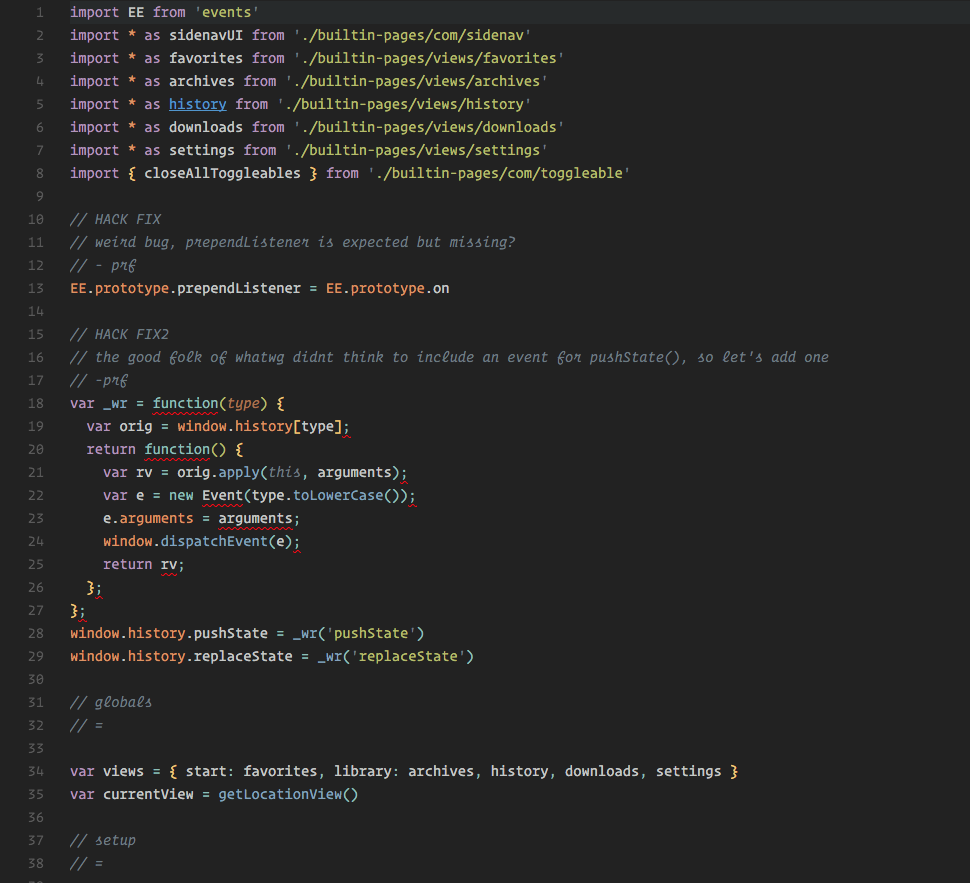 1 import EE from 'events'
2 import * as sidenavUI from './builtin-pages/com/sidenav'
3 import * as favorites from './builtin-pages/views/favorites'
4 import * as archives from './builtin-pages/views/archives'
5 import * as history from './builtin-pages/views/history'
6 import * as downloads from './builtin-pages/views/downloads'
7 import * as settings from './builtin-pages/views/settings'
8 import { closeAllToggleables } from './builtin-pages/com/toggleable'
9
10 // HACK FIX
11 // weird bug, prependListener is expected but missing?
12 // - prf
13 EE.prototype.prependListener = EE.prototype.on
14
15 // HACK FIX2
16 // the good folk of whatwg didnt think to include an event for pushState(), so let's add one
17 // -prf
18 var _wr = function(type) {
19   var orig = window.history[type];
20   return function() {
21     var rv = orig.apply(this, arguments);
22     var e = new Event(type.toLowerCase());
23     e.arguments = arguments;
24     window.dispatchEvent(e);
25     return rv;
26   };
27 };
28 window.history.pushState = _wr('pushState')
29 window.history.replaceState = _wr('replaceState')
30
31 // globals
32 // =
33
34 var views = { start: favorites, library: archives, history, downloads, settings }
35 var currentView = getLocationView()
36
37 // setup
38 // =